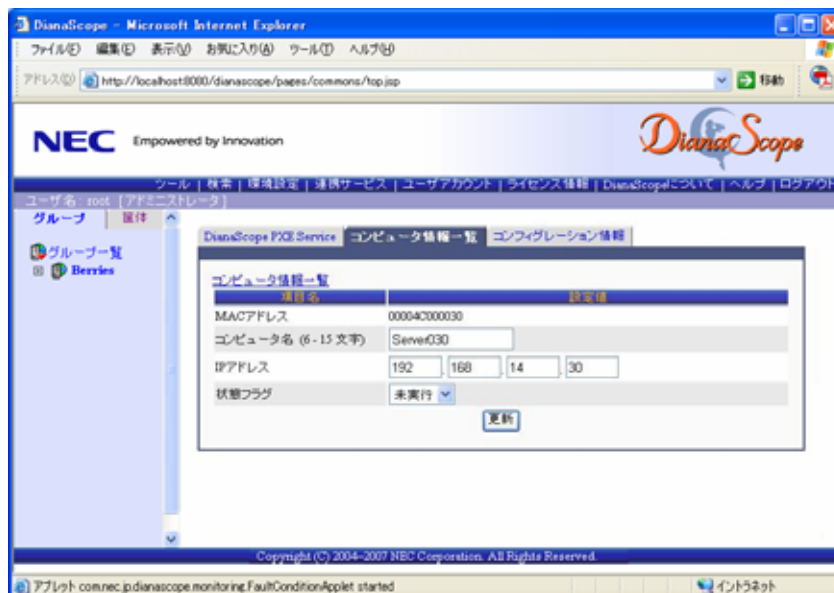 DianaScope - Microsoft Internet Explorer
ファイル(F) 編集(E) 表示(V) お気に入り(A) ツール(T) ヘルプ(H)
アドレス(D) http://localhost:8080/dianascope/pages/commons/top.jsp 移動
NEC Empowered by Innovation DianaScope
ツール | 検索 | 環境設定 | 連携サービス | ユーザアカウント | ライセンス情報 | DianaScopeについて | ヘルプ | ログアウト
ユーザ名 : root [アドミニストレータ]
グループ 筐体
グループ一覧
Berries
DianaScope PXE Service コンピュータ情報一覧 コンフィグレーション情報
コンピュータ情報一覧
項目名 設定値
MACアドレス 00004C000030
コンピュータ名 (6 - 15 文字) Server030
IPアドレス 192 . 168 . 14 . 30
状態フラグ 未実行
更新
Copyright (C) 2004-2007 NEC Corporation. All Rights Reserved.
アプレット com.nec.jp.dianascope.monitoring.FaultConditionApplet started イントラネット